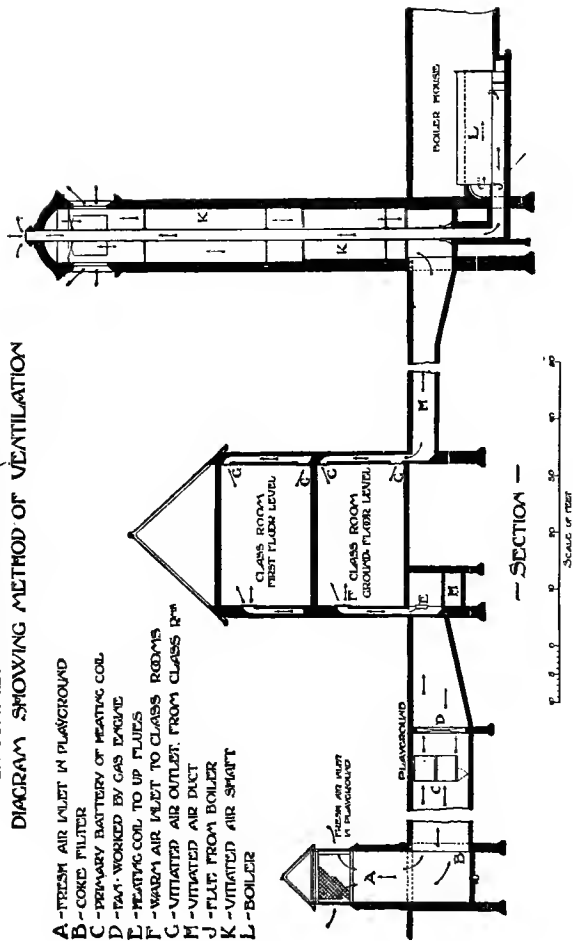 DIAGRAM SHOWING METHOD OF VENTILATION
A - FRESH AIR INLET IN PLAYGROUND
B - COKE FILTER
C - PRIMARY BATTERY OF HEATING COIL
D - FAN WORKED BY GAS ENGINE
E - HEATING COIL TO UP FLUES
F - WARM AIR INLET TO CLASS ROOMS
G - VITIATED AIR OUTLET. FROM CLASS RMS
H - VITIATED AIR DUCT
J - FLUE FROM BOILER
K - VITIATED AIR SHAFT
L - BOILER
K
K
BOILER HOUSE
L
CLASS ROOM
FIRST FLOOR LEVEL
G
G
F CLASS ROOM
GROUND FLOOR LEVEL
G
G
H
E
H
PLAYGROUND
D
C
FRESH AIR INLET
IN PLAYGROUND
A
B
- SECTION -
SCALE OF FEET